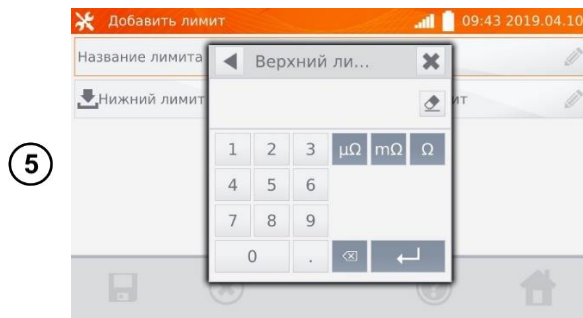 Добавить лимит
09:43 2019.04.10
Название лимита
Верхний ли...
Нижний лимит
ит
5
1 2 3 µΩ mΩ Ω
4 5 6
7 8 9
0 .